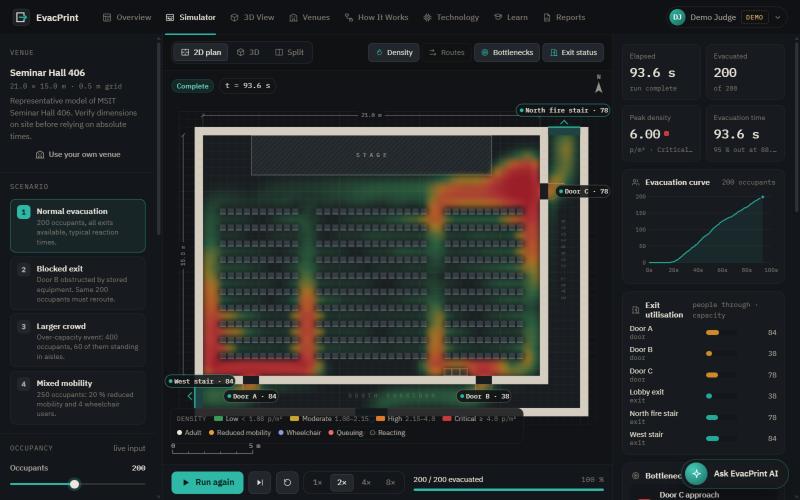 EvacPrint
Overview
Simulator
3D View
Venues
How It Works
Technology
Learn
Reports
DJ Demo Judge DEMO
VENUE
Seminar Hall 406
21.0 × 15.0 m · 0.5 m grid
Representative model of MSIT
Seminar Hall 406. Verify dimensions
on site before relying on absolute
times.
Use your own venue
SCENARIO
1 Normal evacuation
200 occupants, all exits
available, typical reaction
times.
2 Blocked exit
Door B obstructed by stored
equipment. Same 200
occupants must reroute.
3 Larger crowd
Over-capacity event: 400
occupants, 60 of them standing
in aisles.
4 Mixed mobility
250 occupants: 20 % reduced
mobility and 4 wheelchair
users.
OCCUPANCY live input
Occupants 200
2D plan 3D Split
Density Routes Bottlenecks Exit status
Complete t = 93.6 s
N
North fire stair · 78
21.0 m
STAGE
Door C · 78
15.0 m
West stair · 84
Door A · 84
Door B · 38
DENSITY Low < 1.08 p/m² Moderate 1.08–2.15 High 2.15–4.0 Critical ≥ 4.0 p/m²
Adult Reduced mobility Wheelchair Queuing Reacting
0 5 m
Run again 1× 2× 4× 8× 200 / 200 evacuated 100 %
Elapsed
93.6 s
run complete
Evacuated
200
of 200
Peak density
6.00
p/m² · Critical…
Evacuation time
93.6 s
95 % out at 88.…
Evacuation curve 200 occupants
200
150
100
50
0
0s 20s 40s 60s 80s 100s
Exit utilisation people through · capacity
Door A 84
door
Door B 38
door
Door C 78
door
Lobby exit 38
exit
North fire stair 78
exit
West stair 84
exit
Bottlenec
Ask EvacPrint AI
Door C approach